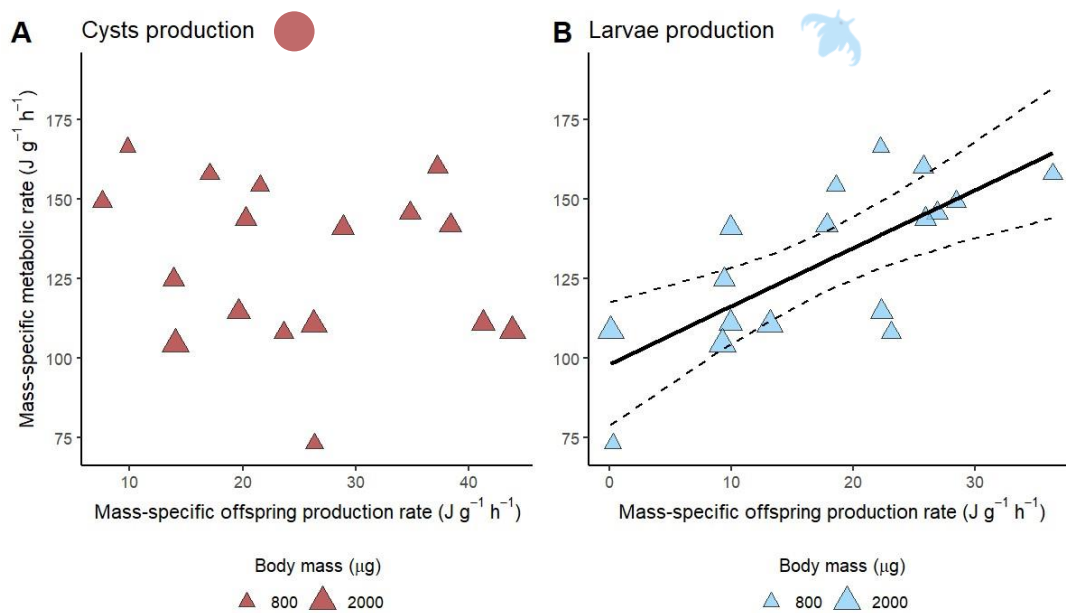 A Cysts production
Mass-specific metabolic rate (J g⁻¹ h⁻¹)
175
150
125
100
75
10 20 30 40
Mass-specific offspring production rate (J g⁻¹ h⁻¹)
Body mass (μg)
800 2000
B Larvae production
175
150
125
100
75
0 10 20 30
Mass-specific offspring production rate (J g⁻¹ h⁻¹)
Body mass (μg)
800 2000